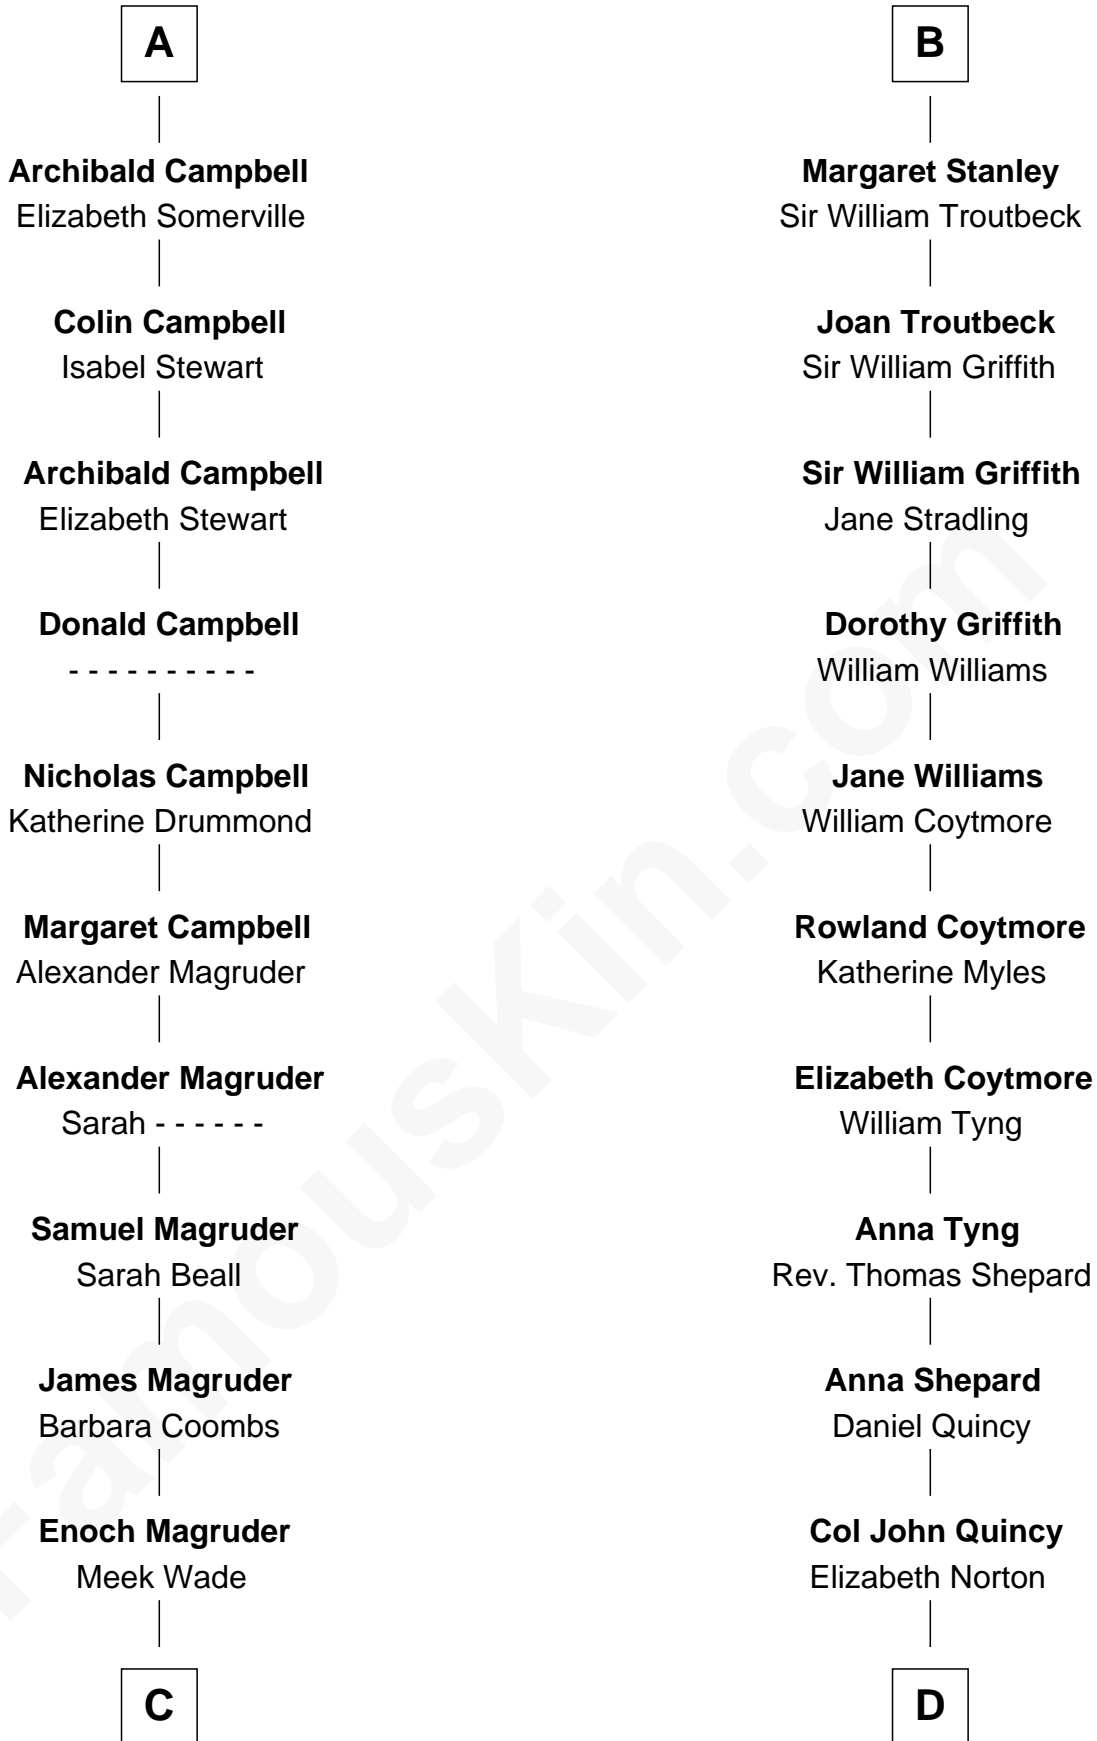 A
Archibald Campbell
Elizabeth Somerville
Colin Campbell
Isabel Stewart
Archibald Campbell
Elizabeth Stewart
Donald Campbell
- - - - - - - - - -
Nicholas Campbell
Katherine Drummond
Margaret Campbell
Alexander Magruder
Alexander Magruder
Sarah - - - - - -
Samuel Magruder
Sarah Beall
James Magruder
Barbara Coombs
Enoch Magruder
Meek Wade
C
B
Margaret Stanley
Sir William Troutbeck
Joan Troutbeck
Sir William Griffith
Sir William Griffith
Jane Stradling
Dorothy Griffith
William Williams
Jane Williams
William Coytmore
Rowland Coytmore
Katherine Myles
Elizabeth Coytmore
William Tyng
Anna Tyng
Rev. Thomas Shepard
Anna Shepard
Daniel Quincy
Col John Quincy
Elizabeth Norton
D
FamousKin.com